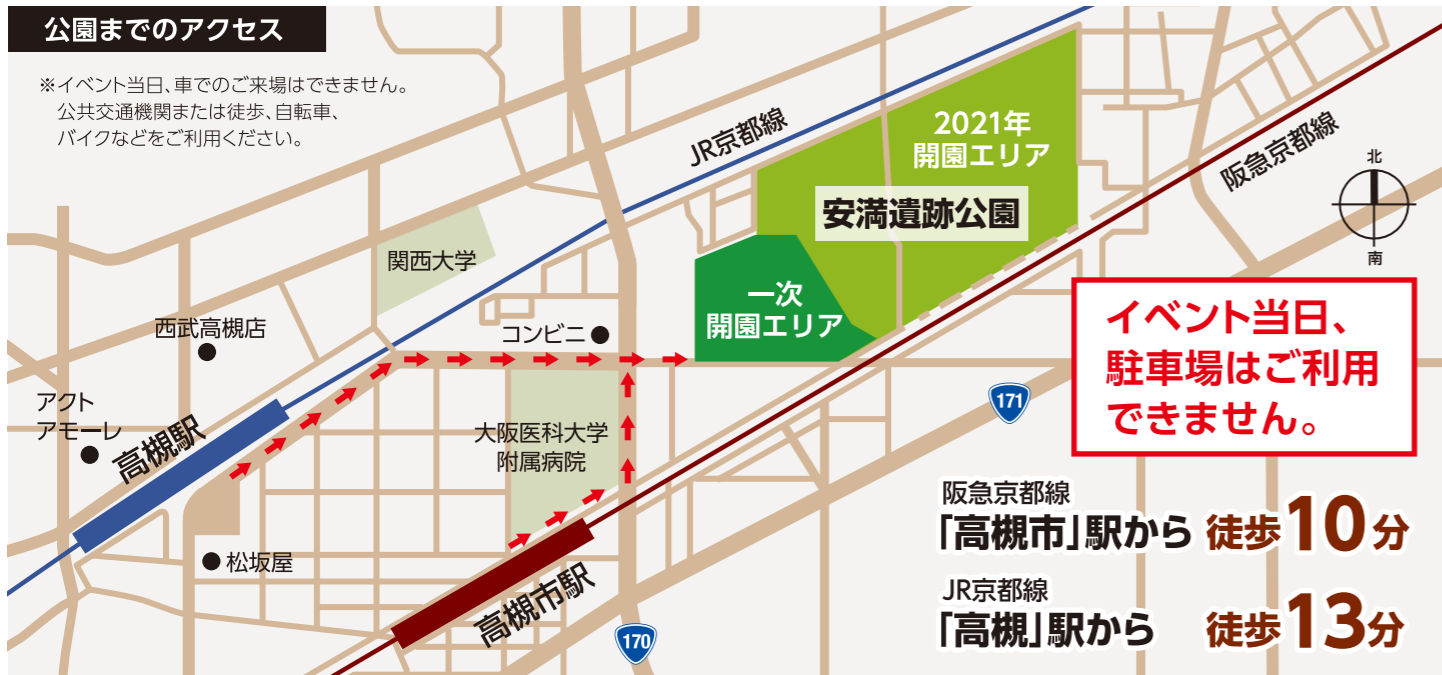 公園までのアクセス
※イベント当日、車でのご来場はできません。
公共交通機関または徒歩、自転車、
バイクなどをご利用ください。
JR京都線
2021年
開園エリア
阪急京都線
北
南
安満遺跡公園
関西大学
一次
開園エリア
西武高槻店
コンビニ
イベント当日、
駐車場はご利用
できません。
アクト
アモーレ
高槻駅
171
大阪医科大学
附属病院
松坂屋
高槻市駅
170
阪急京都線
「高槻市」駅から 徒歩10分
JR京都線
「高槻」駅から 徒歩13分